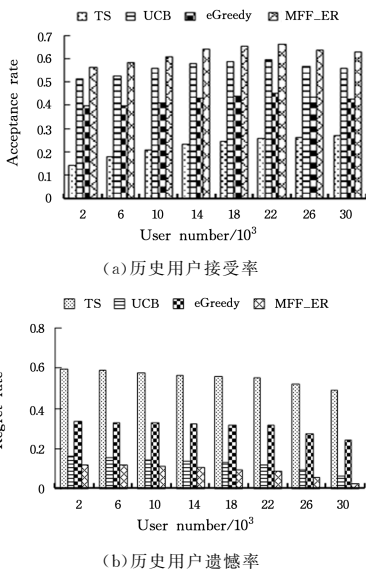 TS UCB eGreedy MFF_ER
0.7
0.6
0.5
0.4
0.3
0.2
0.1
0
Acceptance rate
2 6 10 14 18 22 26 30
User number/10³
(a)历史用户接受率
TS UCB eGreedy MFF_ER
0.8
0.6
0.4
0.2
0
rate
2 6 10 14 18 22 26 30
User number/10³
(b)历史用户遗憾率